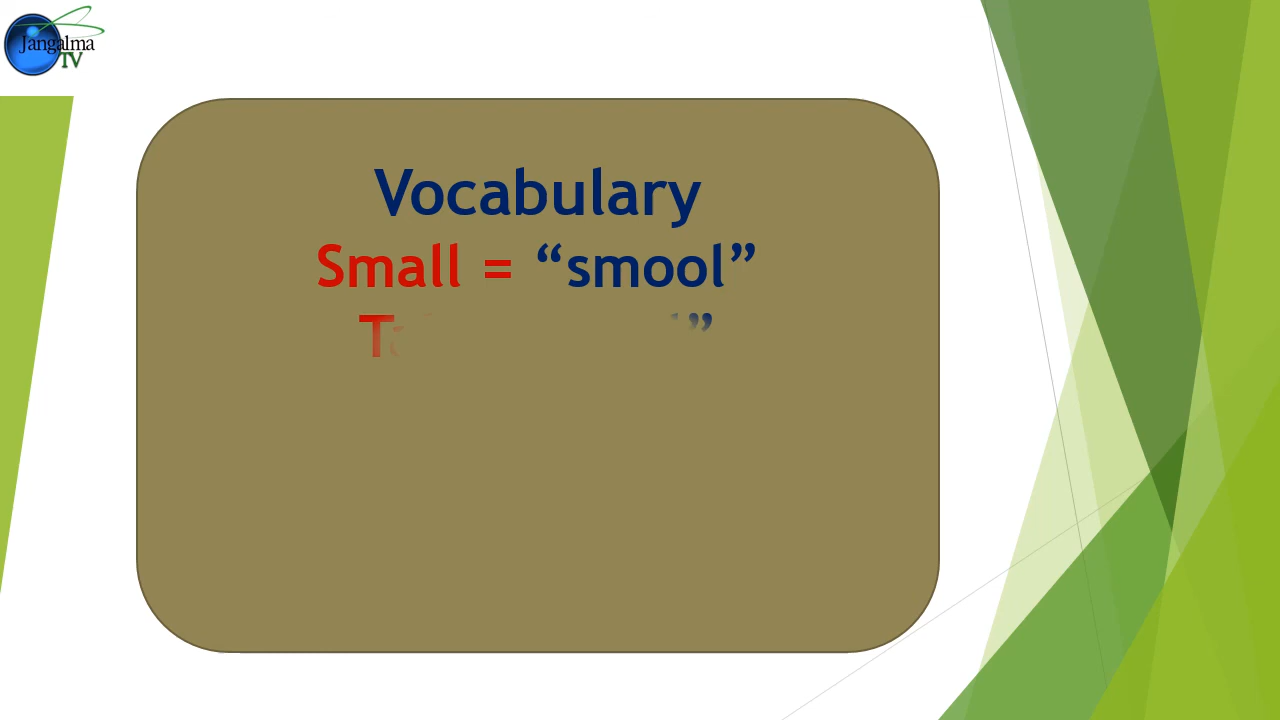 Jangalma
TV
Vocabulary
Small = “smool”